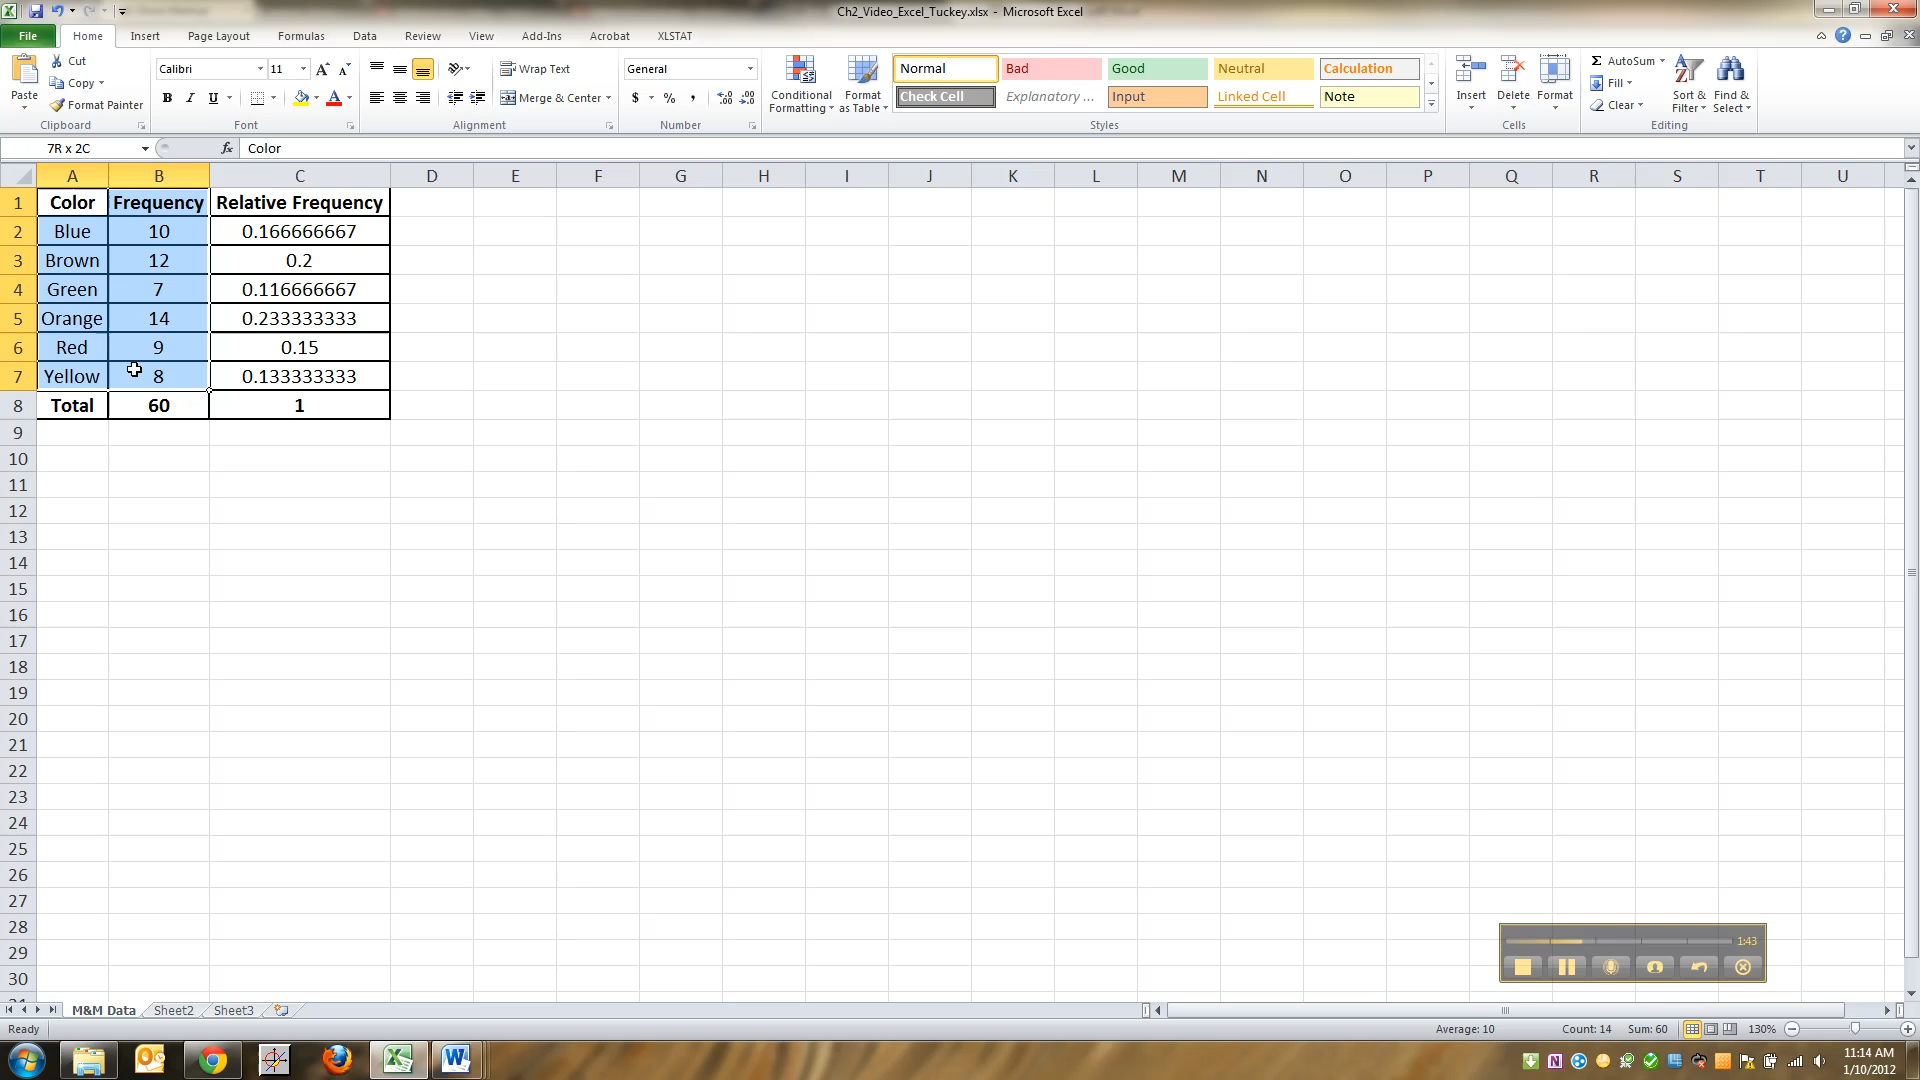 Ch2_Video_Excel_Tuckey.xlsx - Microsoft Excel
File Home Insert Page Layout Formulas Data Review View Add-Ins Acrobat XLSTAT
Paste
Cut
Copy
Format Painter
Clipboard
Calibri 11
B I U
Font
Wrap Text
Merge & Center
Alignment
General
$ % ,
Number
Conditional Formatting
Format as Table
Normal Bad Good Neutral Calculation
Check Cell Explanatory ... Input Linked Cell Note
Styles
Insert Delete Format
Cells
Σ AutoSum
Fill
Clear
Sort & Filter
Find & Select
Editing
7R x 2C fx Color
A B C D E F G H I J K L M N O P Q R S T U
1 Color Frequency Relative Frequency
2 Blue 10 0.166666667
3 Brown 12 0.2
4 Green 7 0.116666667
5 Orange 14 0.233333333
6 Red 9 0.15
7 Yellow 8 0.133333333
8 Total 60 1
9
10
11
12
13
14
15
16
17
18
19
20
21
22
23
24
25
26
27
28
29
30
1:43
M&M Data Sheet2 Sheet3
Ready Average: 10 Count: 14 Sum: 60 130%
11:14 AM
1/10/2012